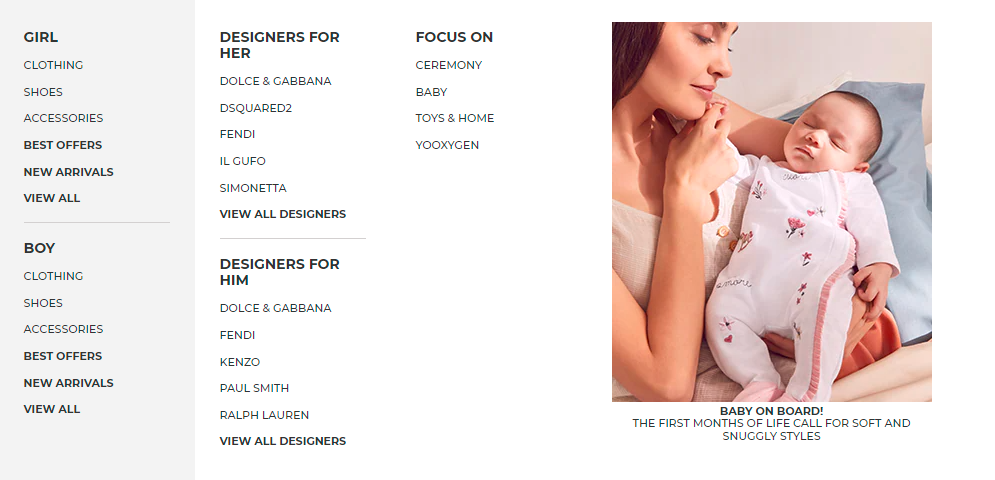 GIRL
CLOTHING
SHOES
ACCESSORIES
BEST OFFERS
NEW ARRIVALS
VIEW ALL
BOY
CLOTHING
SHOES
ACCESSORIES
BEST OFFERS
NEW ARRIVALS
VIEW ALL
DESIGNERS FOR
HER
DOLCE & GABBANA
DSQUARED2
FENDI
IL GUFO
SIMONETTA
VIEW ALL DESIGNERS
DESIGNERS FOR
HIM
DOLCE & GABBANA
FENDI
KENZO
PAUL SMITH
RALPH LAUREN
VIEW ALL DESIGNERS
FOCUS ON
CEREMONY
BABY
TOYS & HOME
YOOXYGEN
BABY ON BOARD!
THE FIRST MONTHS OF LIFE CALL FOR SOFT AND
SNUGGLY STYLES